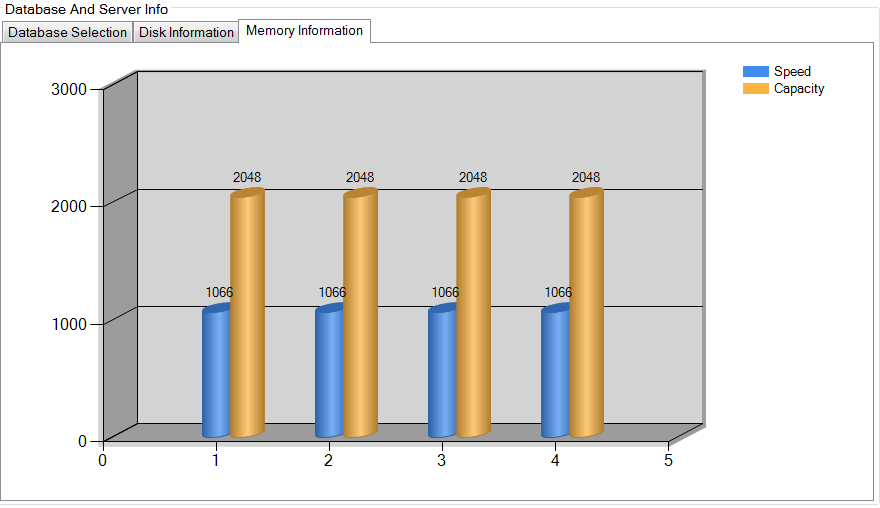 Database And Server Info
Database Selection Disk Information Memory Information
Speed
Capacity
3000
2000
1000
0
2048 2048 2048 2048
1066 1066 1066 1066
0 1 2 3 4 5